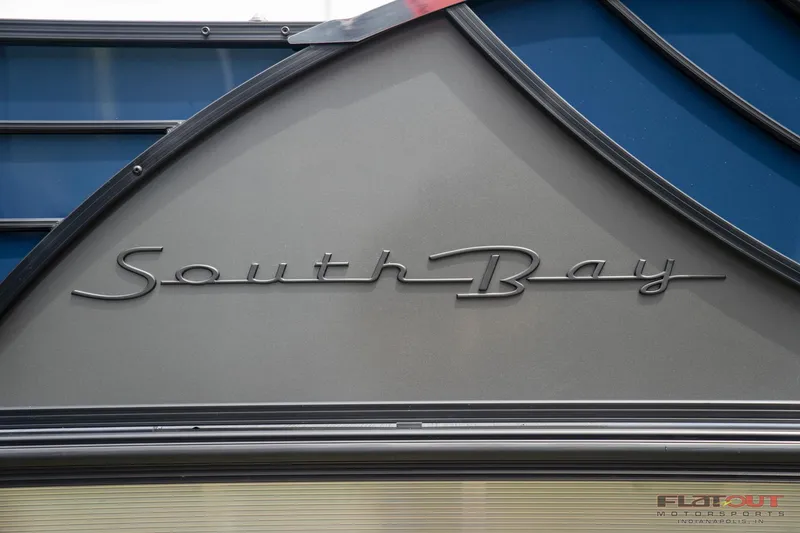 South Bay
FLATOUT
MOTORSPORTS
INDIANAPOLIS, IN